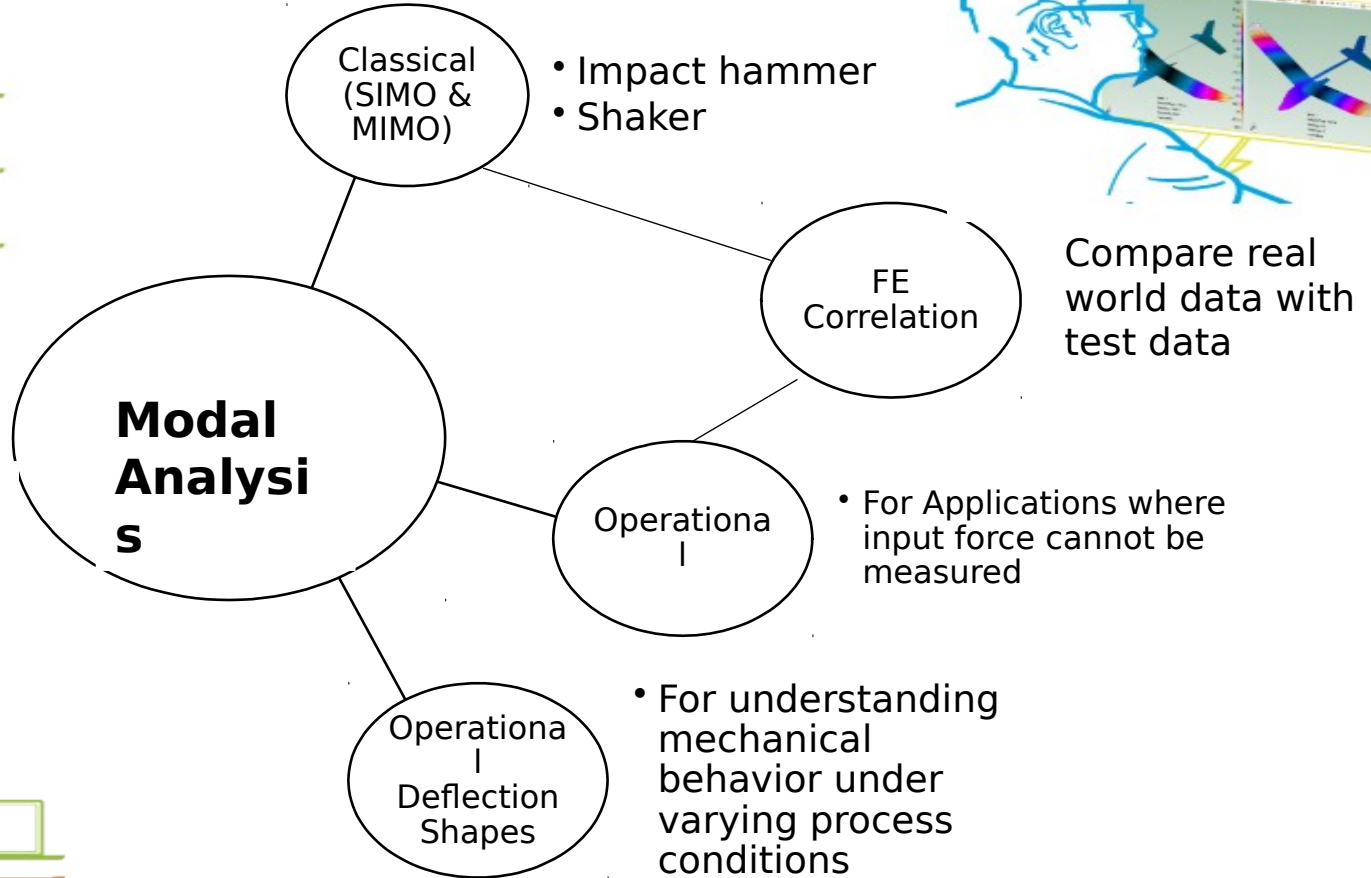 Classical
(SIMO &
MIMO)
• Impact hammer
• Shaker
FE
Correlation
Compare real
world data with
test data
Modal
Analysi
s
Operationa
l
• For Applications where
input force cannot be
measured
Operationa
l
Deflection
Shapes
• For understanding
mechanical
behavior under
varying process
conditions